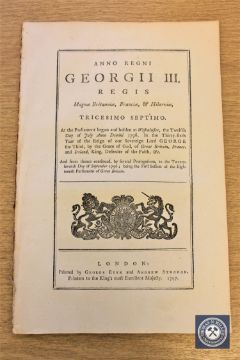 ANNO REGNI
GEORGII III.
REGIS
Magnæ Britanniæ, Franciæ, & Hiberniæ,
TRICESIMO SEPTIMO.
At the Parliament begun and holden at Westminster, the Twelfth
Day of July, Anno Domini 1796, in the Thirty-sixth
Year of the Reign of our Sovereign Lord GEORGE
the Third, by the Grace of God, of Great Britain, France,
and Ireland, King, Defender of the Faith, &c.
And from thence continued, by several Prorogations, to the Twenty-
seventh Day of September 1796; being the First Session of the Eigh-
teenth Parliament of Great Britain.
LONDON:
Printed by GEORGE EYRE and ANDREW STRAHAN,
Printers to the King's most Excellent Majesty. 1797.